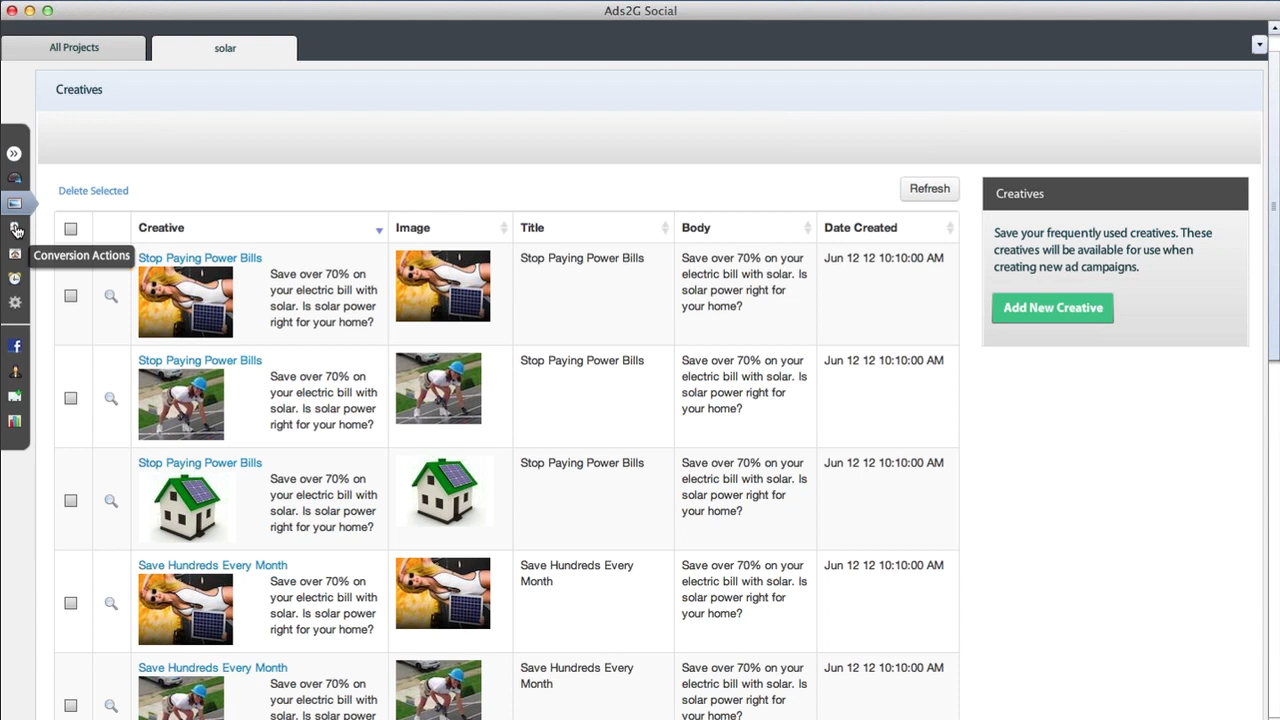 Ads2G Social
All Projects
solar
Creatives
Delete Selected
Refresh
Creative
Image
Title
Body
Date Created
Conversion Actions
Stop Paying Power Bills
Save over 70% on
your electric bill with
solar. Is solar power
right for your home?
Stop Paying Power Bills
Save over 70% on your
electric bill with solar. Is
solar power right for
your home?
Jun 12 12 10:10:00 AM
Stop Paying Power Bills
Save over 70% on
your electric bill with
solar. Is solar power
right for your home?
Stop Paying Power Bills
Save over 70% on your
electric bill with solar. Is
solar power right for
your home?
Jun 12 12 10:10:00 AM
Stop Paying Power Bills
Save over 70% on
your electric bill with
solar. Is solar power
right for your home?
Stop Paying Power Bills
Save over 70% on your
electric bill with solar. Is
solar power right for
your home?
Jun 12 12 10:10:00 AM
Save Hundreds Every Month
Save over 70% on
your electric bill with
solar. Is solar power
right for your home?
Save Hundreds Every
Month
Save over 70% on your
electric bill with solar. Is
solar power right for
your home?
Jun 12 12 10:10:00 AM
Save Hundreds Every Month
Save over 70% on
your electric bill with
solar. Is solar power
Save Hundreds Every
Month
Save over 70% on your
electric bill with solar. Is
solar power right for
your home?
Jun 12 12 10:10:00 AM
Creatives
Save your frequently used creatives. These
creatives will be available for use when
creating new ad campaigns.
Add New Creative